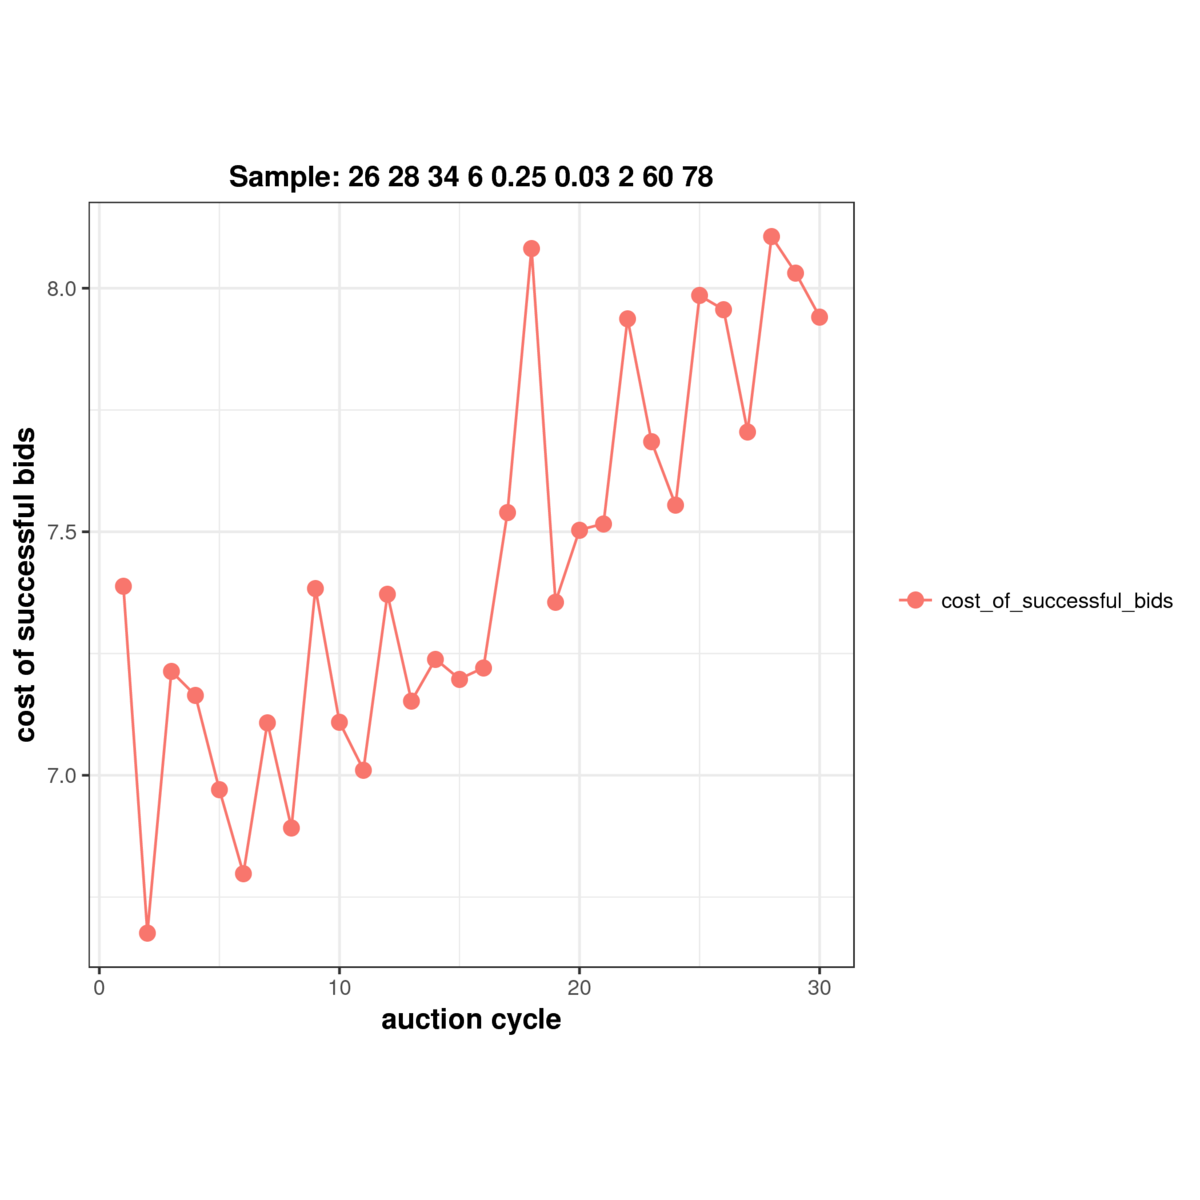 Sample: 26 28 34 6 0.25 0.03 2 60 78
8.0
7.5
7.0
cost of successful bids
0 10 20 30
auction cycle
cost_of_successful_bids